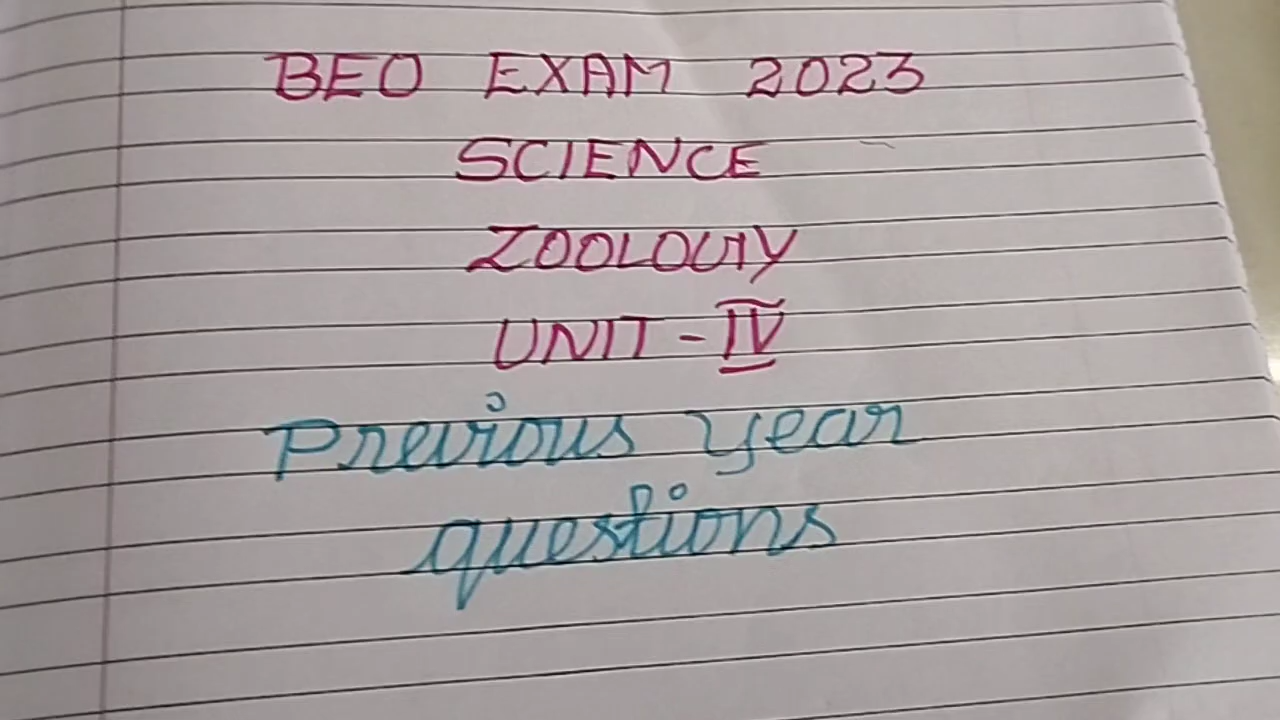 BEO EXAM 2023
SCIENCE
ZOOLOGY
UNIT - IV
Previous year
questions